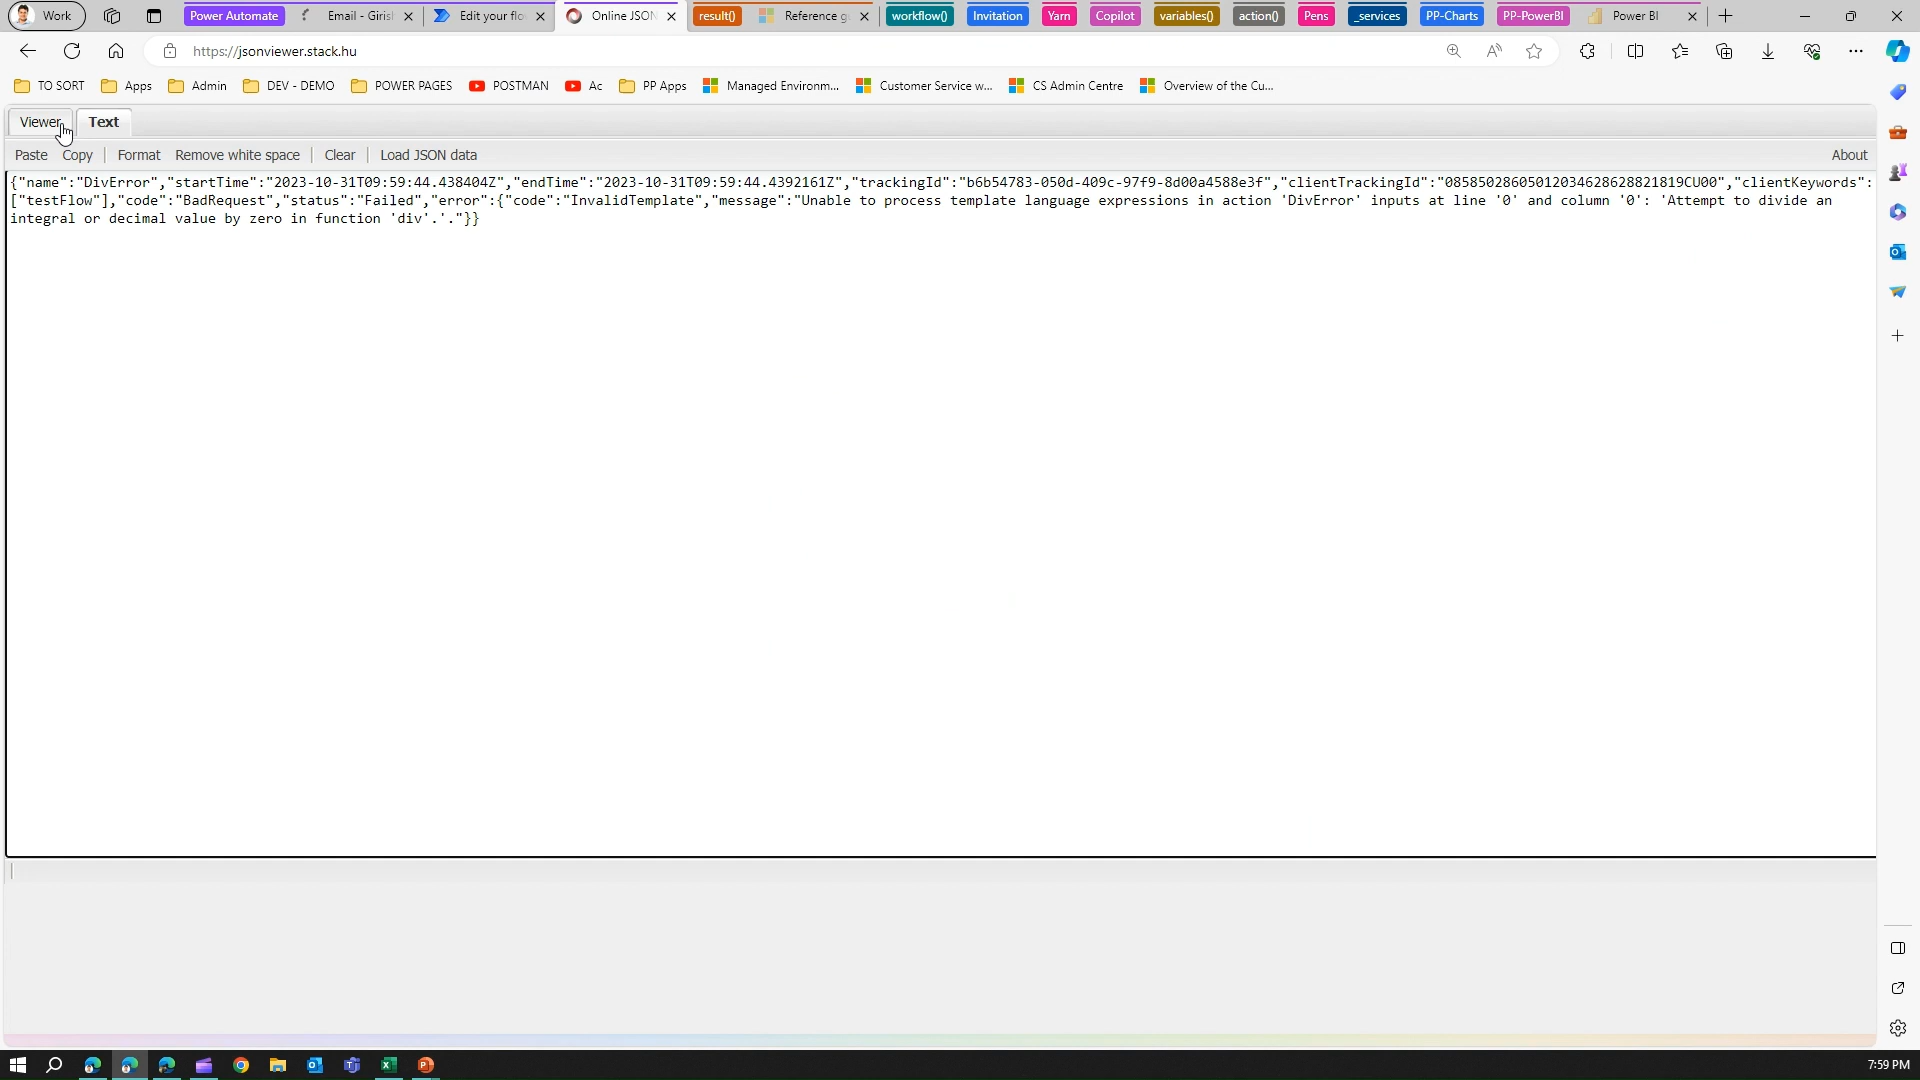 Work
Power Automate
Email - Giris
Edit your flo
Online JSON
result()
Reference g
workflow()
Invitation
Yarn
Copilot
variables()
action()
Pens
_services
PP-Charts
PP-PowerBI
Power BI
https://jsonviewer.stack.hu
TO SORT
Apps
Admin
DEV - DEMO
POWER PAGES
POSTMAN
Ac
PP Apps
Managed Environm...
Customer Service w...
CS Admin Centre
Overview of the Cu...
Viewer
Text
Paste
Copy
Format
Remove white space
Clear
Load JSON data
About
{"name":"DivError","startTime":"2023-10-31T09:59:44.438404Z","endTime":"2023-10-31T09:59:44.4392161Z","trackingId":"b6b54783-050d-409c-97f9-8d00a4588e3f","clientTrackingId":"08585028605012034628628821819CU00","clientKeywords":
["testFlow"],"code":"BadRequest","status":"Failed","error":{"code":"InvalidTemplate","message":"Unable to process template language expressions in action 'DivError' inputs at line '0' and column '0': 'Attempt to divide an
integral or decimal value by zero in function 'div'.'."}}
7:59 PM